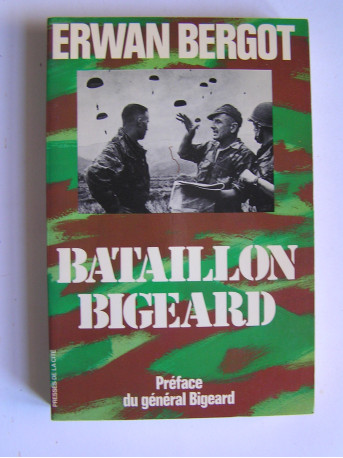 ERWAN BERGOT
BATAILLON
BIGEARD
Préface
du général Bigeard
PRESSES DE LA CITÉ